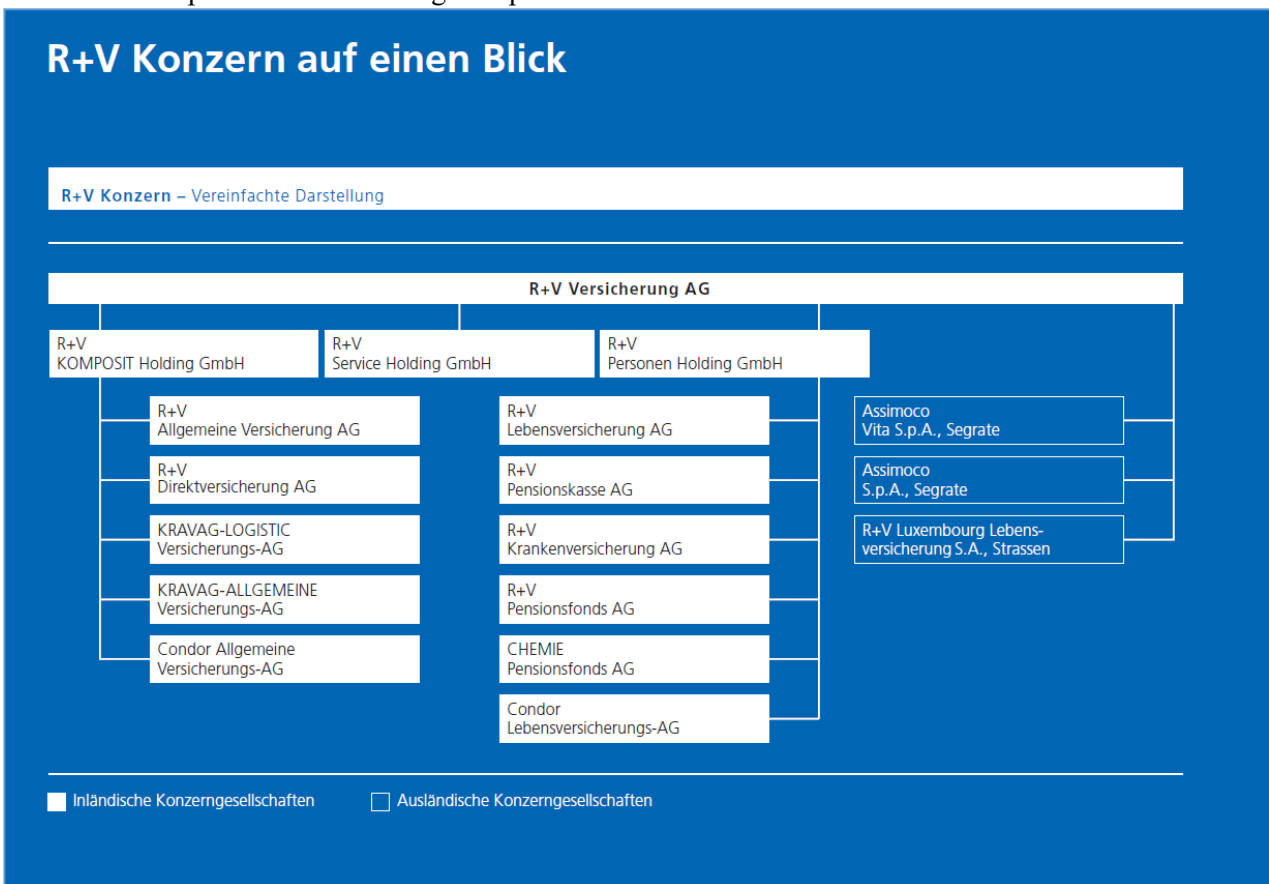 R+V Konzern auf einen Blick
R+V Konzern – Vereinfachte Darstellung
R+V Versicherung AG
R+V
KOMPOSIT Holding GmbH
R+V
Service Holding GmbH
R+V
Personen Holding GmbH
R+V
Allgemeine Versicherung AG
R+V
Direktversicherung AG
KRAVAG-LOGISTIC
Versicherungs-AG
KRAVAG-ALLGEMEINE
Versicherungs-AG
Condor Allgemeine
Versicherungs-AG
R+V
Lebensversicherung AG
R+V
Pensionskasse AG
R+V
Krankenversicherung AG
R+V
Pensionsfonds AG
CHEMIE
Pensionsfonds AG
Condor
Lebensversicherungs-AG
Assimoco
Vita S.p.A., Segrate
Assimoco
S.p.A., Segrate
R+V Luxembourg Lebens-
versicherung S.A., Strassen
Inländische Konzerngesellschaften
Ausländische Konzerngesellschaften